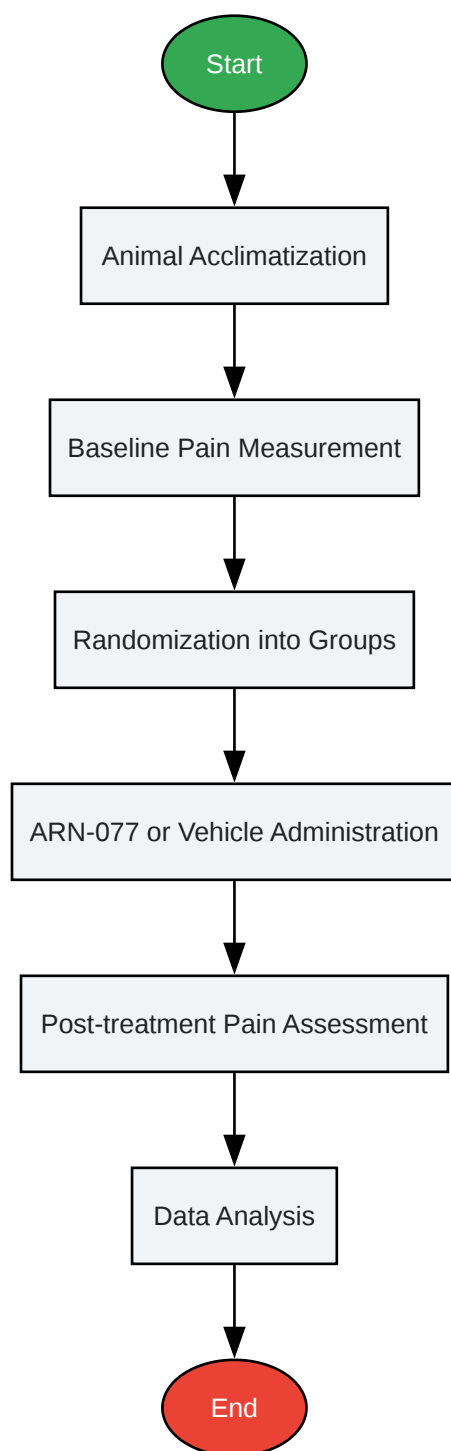 Start
Animal Acclimatization
Baseline Pain Measurement
Randomization into Groups
ARN-077 or Vehicle Administration
Post-treatment Pain Assessment
Data Analysis
End